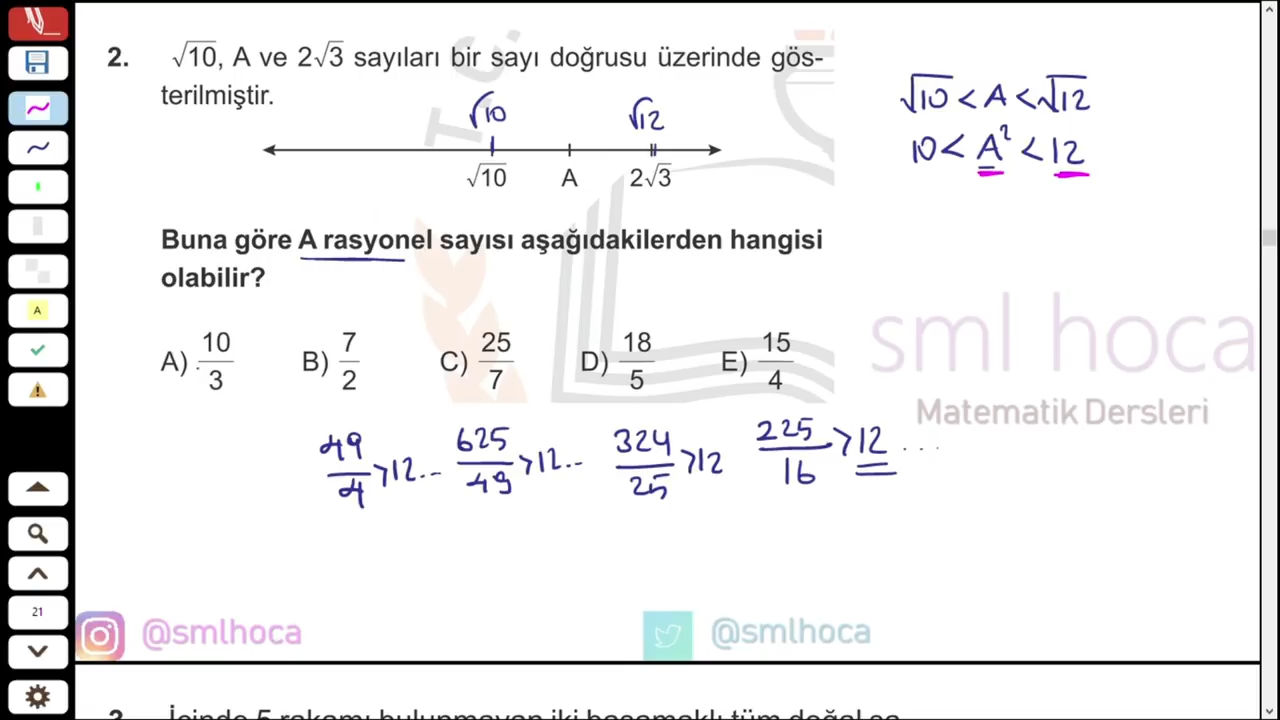 2. √10, A ve 2√3 sayıları bir sayı doğrusu üzerinde gös-
terilmiştir.
√10 < A < √12
10 < A² < 12
√10 √12
√10 A 2√3
Buna göre A rasyonel sayısı aşağıdakilerden hangisi
olabilir?
A) 10/3 B) 7/2 C) 25/7 D) 18/5 E) 15/4
49/4 >12... 625/49 >12... 324/25 >12 225/16 >12 ...
T.C.
sml hoca
Matematik Dersleri
A
21
@smlhoca @smlhoca